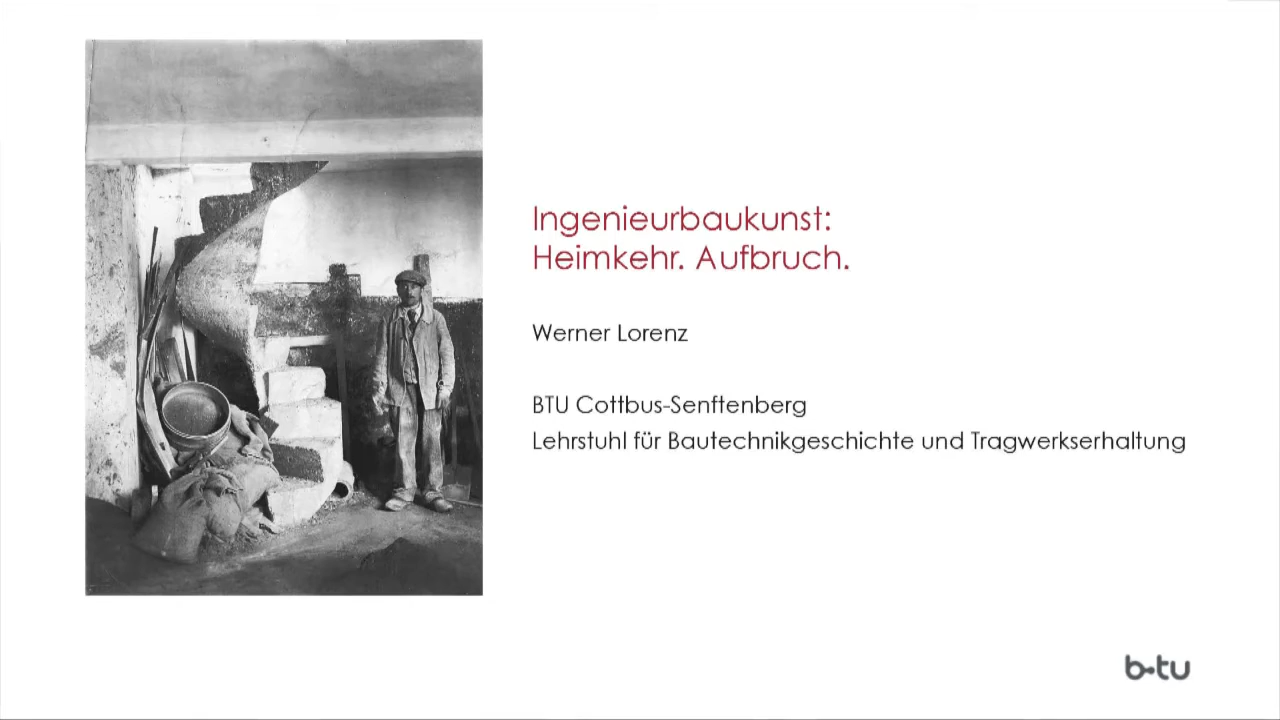 Ingenieurbaukunst:
Heimkehr. Aufbruch.
Werner Lorenz
BTU Cottbus-Senftenberg
Lehrstuhl für Bautechnikgeschichte und Tragwerkserhaltung
b-tu